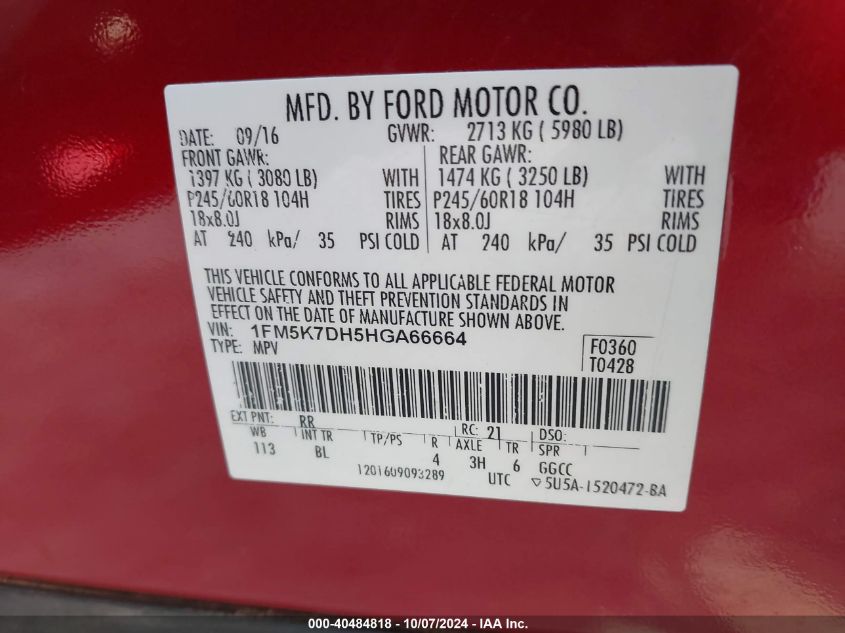 MFD. BY FORD MOTOR CO.
DATE: 09/16 GVWR: 2713 KG ( 5980 LB)
FRONT GAWR: REAR GAWR:
1397 KG ( 3080 LB) WITH 1474 KG ( 3250 LB) WITH
P245/60R18 104H TIRES P245/60R18 104H TIRES
18x8.0J RIMS 18x8.0J RIMS
AT 240 kPa/ 35 PSI COLD AT 240 kPa/ 35 PSI COLD
THIS VEHICLE CONFORMS TO ALL APPLICABLE FEDERAL MOTOR
VEHICLE SAFETY AND THEFT PREVENTION STANDARDS IN
EFFECT ON THE DATE OF MANUFACTURE SHOWN ABOVE.
VIN: 1FM5K7DH5HGA66664
TYPE: MPV
F0360
T0428
EXT PNT: RR RC: 21 DSO:
WB INT TR TP/PS R AXLE TR SPR
113 BL 4 3H 6 GGCC
1201609093289 UTC ▽5U5A-1520472-BA
000-40484818 - 10/07/2024 - IAA Inc.